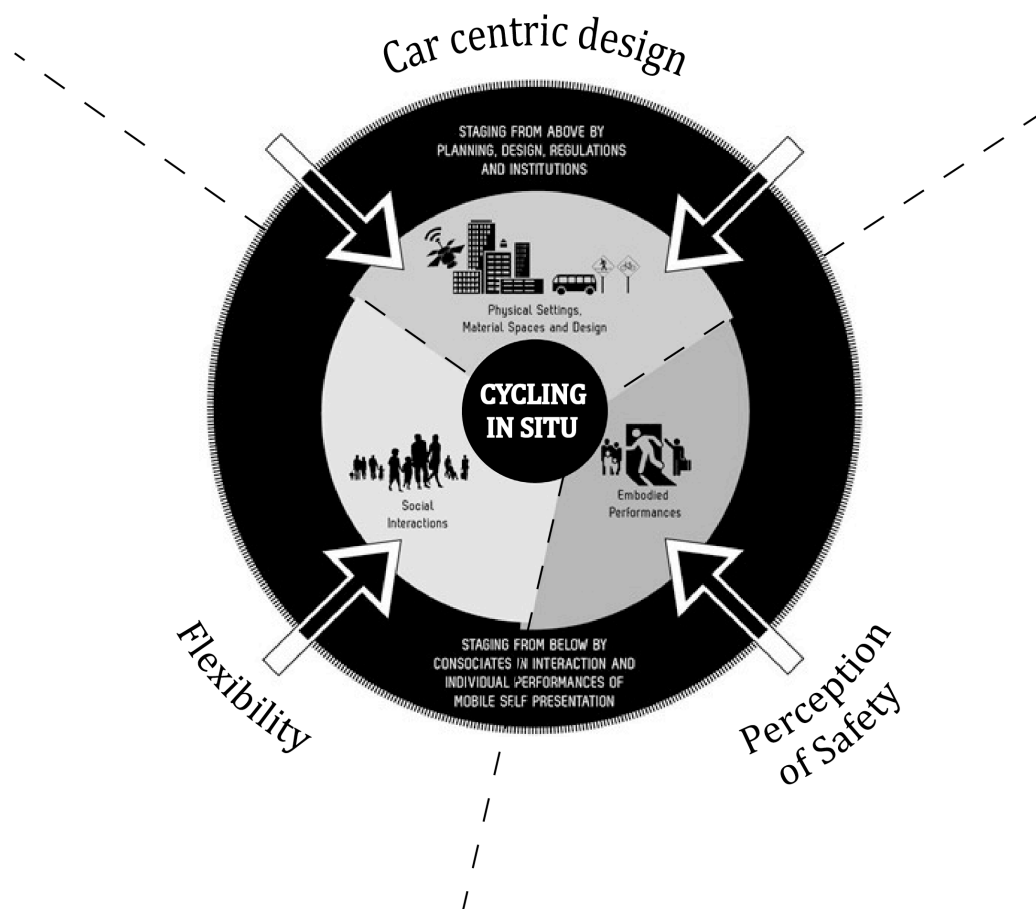 Car centric design
STAGING FROM ABOVE BY
PLANNING, DESIGN, REGULATIONS
AND INSTITUTIONS
Physical Settings,
Material Spaces and Design
CYCLING
IN SITU
Social
Interactions
Embodied
Performances
STAGING FROM BELOW BY
CONSOCIATES IN INTERACTION AND
INDIVIDUAL PERFORMANCES OF
MOBILE SELF PRESENTATION
Flexibility
Perception
of Safety